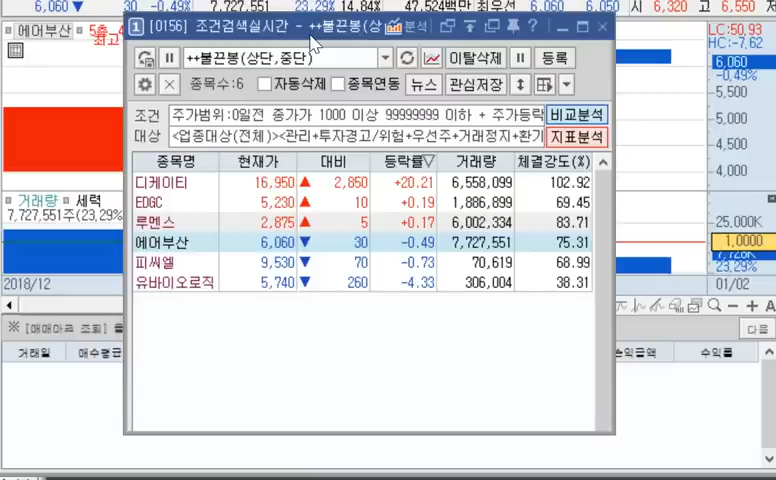 6,060 ▼ 30 -0.49% 7,727,551 23.29% 14.84% 47,524백만 최우선 6,060 6,050 시 6,320 고 6,550
에어부산 5층
최고
LC:50.93
HC:-7.62
6,060
-0.49%
5,500
5,000
4,500
4,000
거래량 세력
7,727,551주(23.29%
25,000K
1,0000
23.29%
2018/12
01/02
[0156] 조건검색실시간 - ++불끈봉(상 분석
++불끈봉(상단,중단) 이탈삭제 등록
종목수:6 자동삭제 종목연동 뉴스 관심저장
조건 주가범위:0일전 종가가 1000 이상 99999999 이하 + 주가등락 비교분석
대상 <업종대상(전체)><관리+투자경고/위험+우선주+거래정지+환기 지표분석
종목명 현재가 대비 등락률▽ 거래량 체결강도(%)
디케이티 16,950 ▲ 2,850 +20.21 6,558,099 102.92
EDGC 5,230 ▲ 10 +0.19 1,886,899 69.45
루멘스 2,875 ▲ 5 +0.17 6,002,334 83.71
에어부산 6,060 ▼ 30 -0.49 7,727,551 75.31
피씨엘 9,530 ▼ 70 -0.73 70,619 68.99
유바이오로직 5,740 ▼ 260 -4.33 306,004 38.31
※ [매매마크 조회]
다음
거래일 매수평균 손익금액 수익률